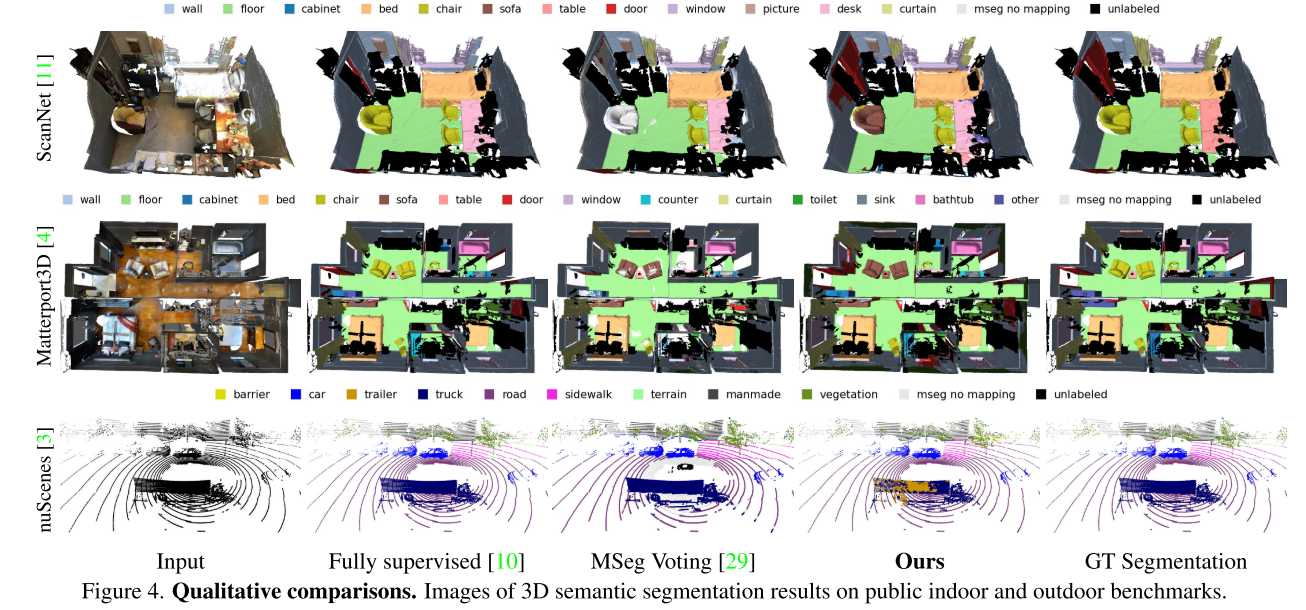 wall floor cabinet bed chair sofa table door window picture desk curtain mseg no mapping unlabeled
ScanNet [11]
wall floor cabinet bed chair sofa table door window counter curtain toilet sink bathtub other mseg no mapping unlabeled
Matterport3D [4]
barrier car trailer truck road sidewalk terrain manmade vegetation mseg no mapping unlabeled
nuScenes [3]
Input Fully supervised [10] MSeg Voting [29] Ours GT Segmentation
Figure 4. Qualitative comparisons. Images of 3D semantic segmentation results on public indoor and outdoor benchmarks.